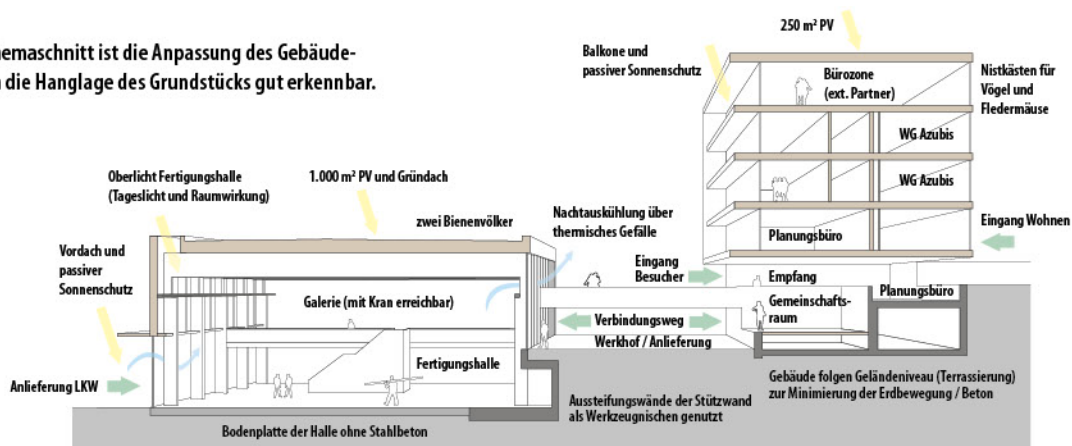 ist die Anpassung des Gebäude-
die Hanglage des Grundstücks gut erkennbar.
250 m² PV
Balkone und
passiver Sonnenschutz
Bürozone
(ext. Partner)
Nistkästen für
Vögel und
Fledermäuse
WG Azubis
WG Azubis
Planungsbüro
Eingang Wohnen
Oberlicht Fertigungshalle
(Tageslicht und Raumwirkung)
1.000 m² PV und Gründach
zwei Bienenvölker
Nachtauskühlung über
thermisches Gefälle
Vordach und
passiver
Sonnenschutz
Eingang
Besucher
Empfang
Planungsbüro
Galerie (mit Kran erreichbar)
Gemeinschafts-
raum
Verbindungsweg
Werkhof / Anlieferung
Fertigungshalle
Anlieferung LKW
Gebäude folgen Geländeniveau (Terrassierung)
zur Minimierung der Erdbewegung / Beton
Aussteifungswände der Stützwand
als Werkzeugnischen genutzt
Bodenplatte der Halle ohne Stahlbeton